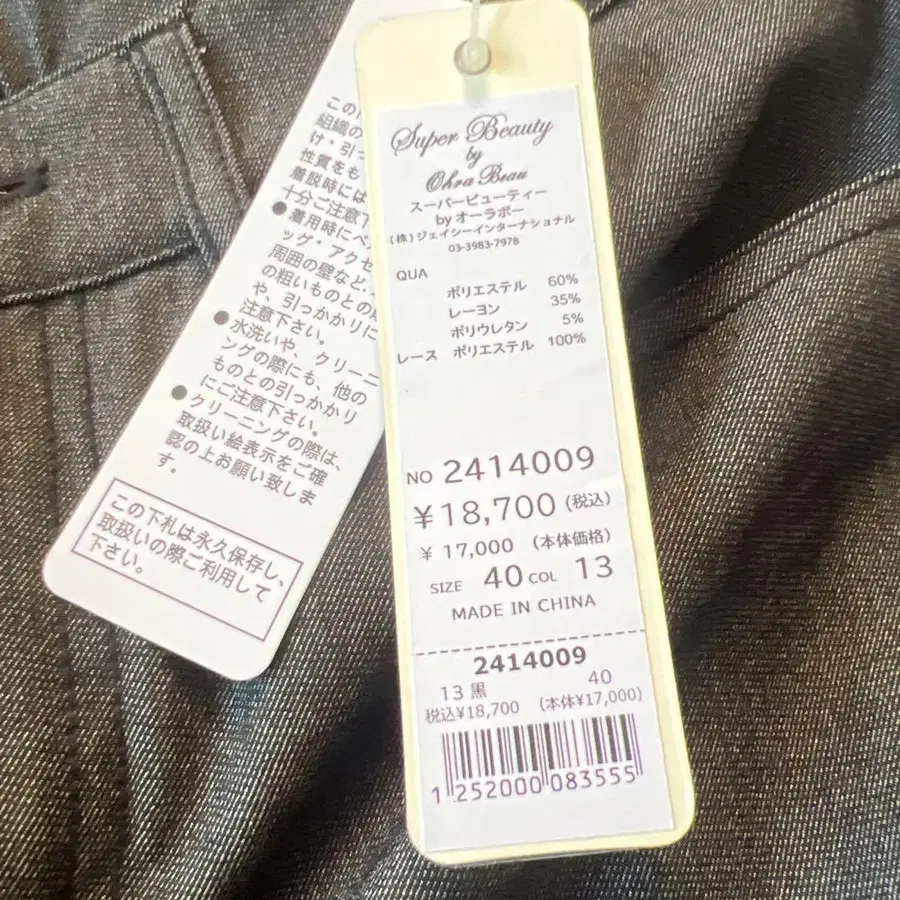 この
組織の
け・引っ
性質をも
着説時には
十分ご注意下
●着用時にベ
ッグ・アクセ
周囲の壁など、
の粗いものとの
や、引っかかりに
注意下さい。
●水洗いや、クリーニ
ングの際にも、他の
ものとの引っかかり
にご注意下さい。
●クリーニングの際は、
取扱い絵表示をご確
認の上お願い致しま
す。
この下札は永久保存し、
取扱いの際ご利用して
下さい。
Super Beauty
by
Ohra Beau
スーパービューティー
by オーラボー
(株)ジェイシーインターナショナル
03-3983-7978
QUA
ポリエステル 60%
レーヨン 35%
ポリウレタン 5%
レース ポリエステル 100%
NO 2414009
¥18,700 (税込)
¥ 17,000 (本体価格)
SIZE 40 COL 13
MADE IN CHINA
2414009
13 黒 40
税込¥18,700 (本体¥17,000)
1 252000 083555